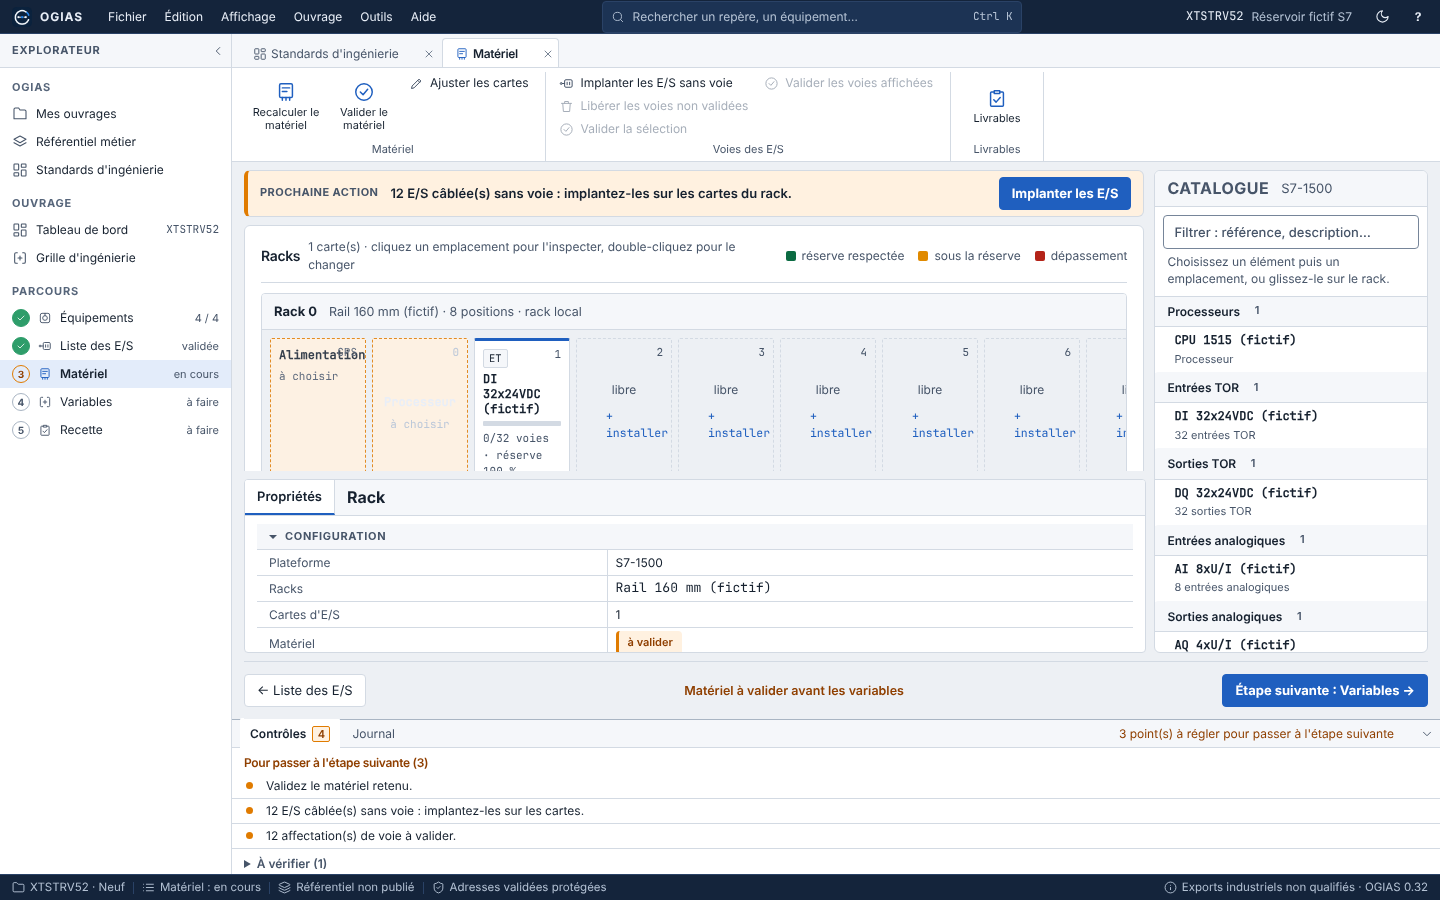 OGIAS
Fichier Édition Affichage Ouvrage Outils Aide
Rechercher un repère, un équipement... Ctrl K
XTSTRV52 Réservoir fictif S7 ?
EXPLORATEUR
OGIAS
Mes ouvrages
Référentiel métier
Standards d'ingénierie
OUVRAGE
Tableau de bord XTSTRV52
Grille d'ingénierie
PARCOURS
Équipements 4 / 4
Liste des E/S validée
3 Matériel en cours
4 Variables à faire
5 Recette à faire
Standards d'ingénierie
Matériel
Recalculer le matériel
Valider le matériel
Ajuster les cartes
Matériel
Implanter les E/S sans voie
Valider les voies affichées
Libérer les voies non validées
Valider la sélection
Voies des E/S
Livrables
Livrables
PROCHAINE ACTION 12 E/S câblée(s) sans voie : implantez-les sur les cartes du rack.
Implanter les E/S
Racks
1 carte(s) · cliquez un emplacement pour l'inspecter, double-cliquez pour le
changer
réserve respectée
sous la réserve
dépassement
Rack 0 Rail 160 mm (fictif) · 8 positions · rack local
Alimentation
à choisir
0
Processeur
à choisir
ET 1
DI
32x24VDC
(fictif)
0/32 voies
· réserve
100 %
2
libre
+
installer
3
libre
+
installer
4
libre
+
installer
5
libre
+
installer
6
libre
+
installer
Propriétés
Rack
CONFIGURATION
Plateforme S7-1500
Racks Rail 160 mm (fictif)
Cartes d'E/S 1
Matériel à valider
CATALOGUE S7-1500
Filtrer : référence, description...
Choisissez un élément puis un
emplacement, ou glissez-le sur le rack.
Processeurs 1
CPU 1515 (fictif)
Processeur
Entrées TOR 1
DI 32x24VDC (fictif)
32 entrées TOR
Sorties TOR 1
DQ 32x24VDC (fictif)
32 sorties TOR
Entrées analogiques 1
AI 8xU/I (fictif)
8 entrées analogiques
Sorties analogiques 1
AQ 4xU/I (fictif)
← Liste des E/S
Matériel à valider avant les variables
Étape suivante : Variables →
Contrôles 4
Journal
3 point(s) à régler pour passer à l'étape suivante
Pour passer à l'étape suivante (3)
Validez le matériel retenu.
12 E/S câblée(s) sans voie : implantez-les sur les cartes.
12 affectation(s) de voie à valider.
À vérifier (1)
XTSTRV52 · Neuf
Matériel : en cours
Référentiel non publié
Adresses validées protégées
Exports industriels non qualifiés · OGIAS 0.32